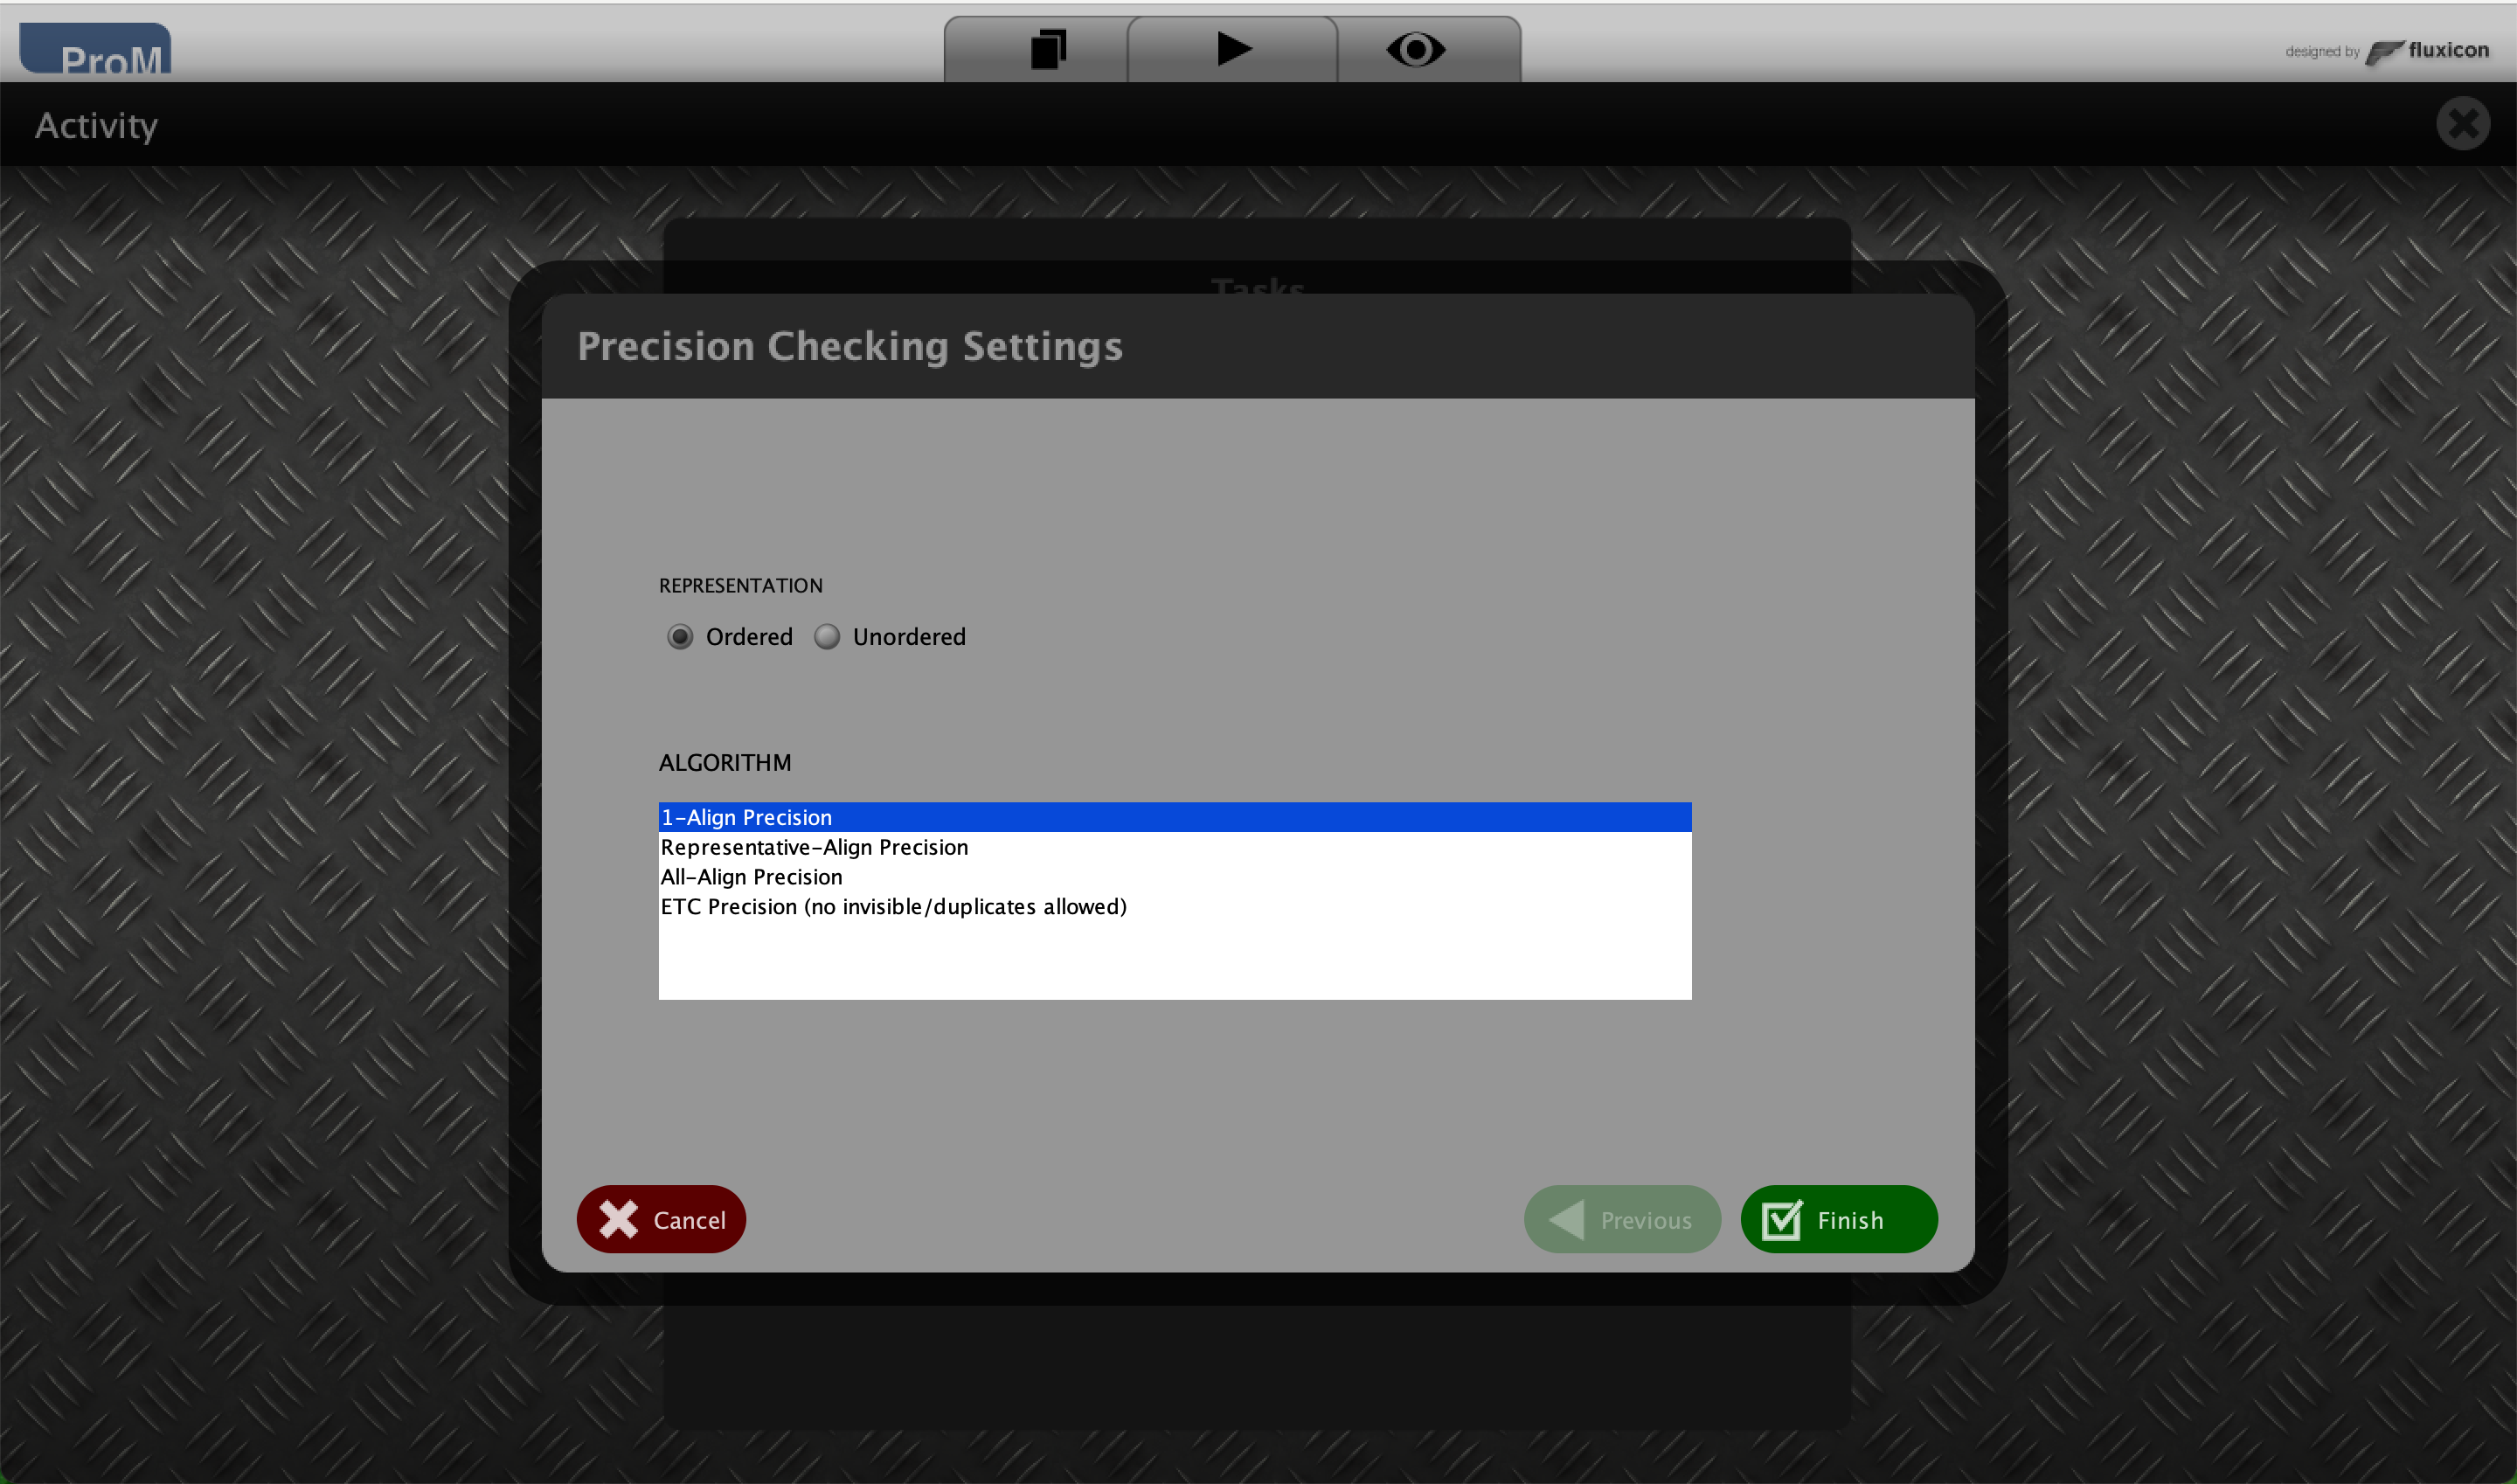 ProM
designed by fluxicon
Activity
Tasks
Precision Checking Settings
REPRESENTATION
Ordered Unordered
ALGORITHM
1-Align Precision
Representative-Align Precision
All-Align Precision
ETC Precision (no invisible/duplicates allowed)
Cancel Previous Finish